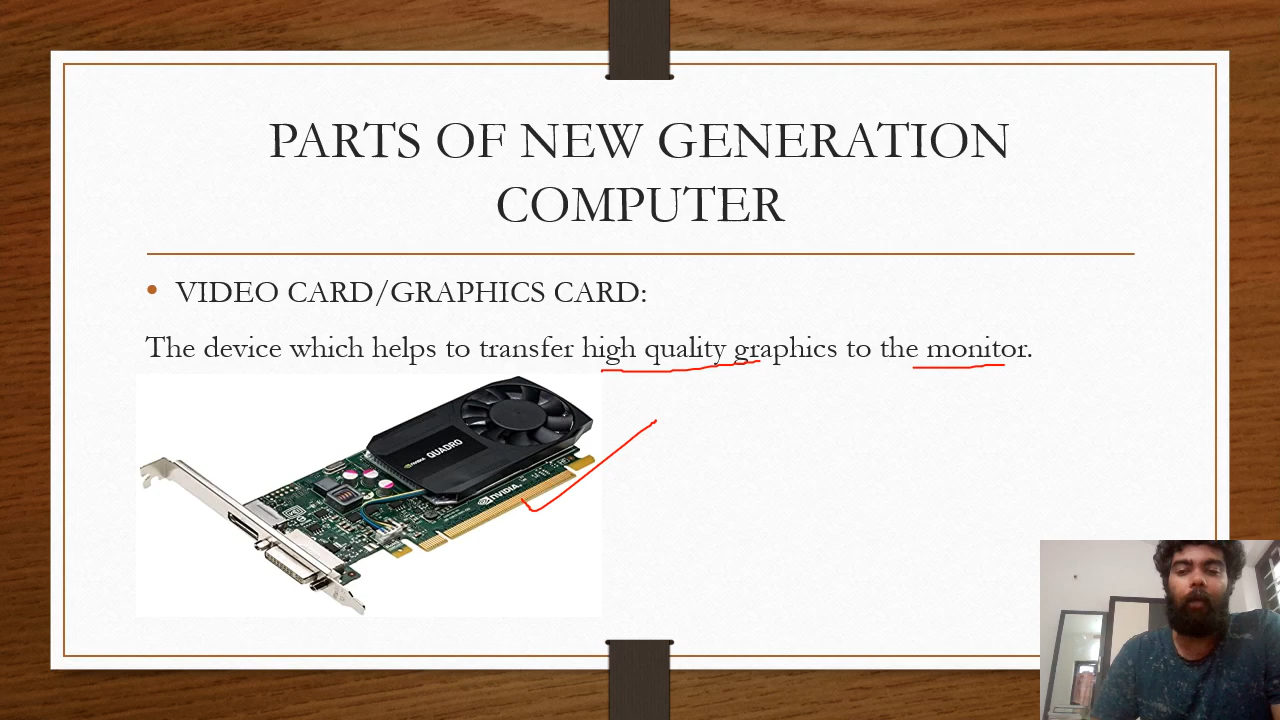 PARTS OF NEW GENERATION
COMPUTER
• VIDEO CARD/GRAPHICS CARD:
The device which helps to transfer high quality graphics to the monitor.
NVIDIA QUADRO
NVIDIA.